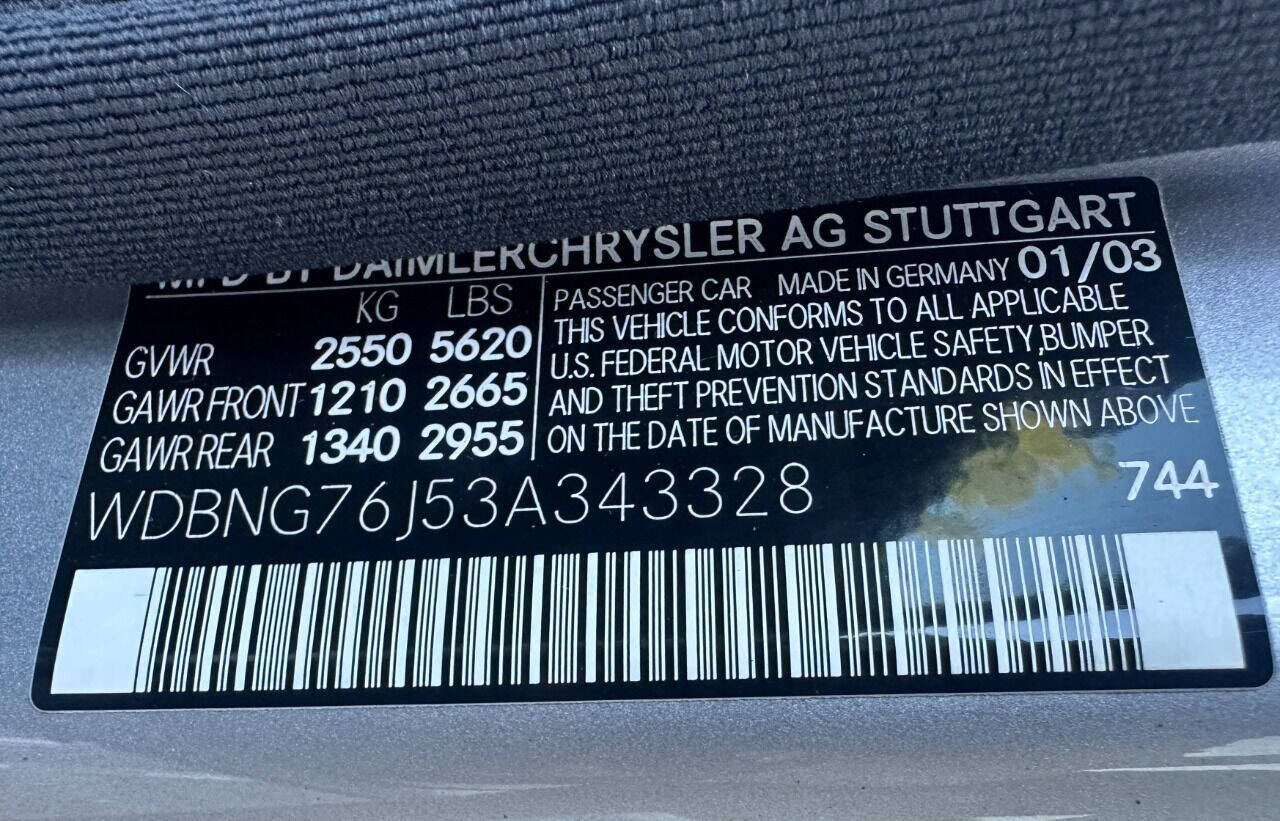 MFD BY DAIMLERCHRYSLER AG STUTTGART
KG LBS
GVWR 2550 5620
GAWR FRONT 1210 2665
GAWR REAR 1340 2955
PASSENGER CAR MADE IN GERMANY 01/03
THIS VEHICLE CONFORMS TO ALL APPLICABLE
U.S. FEDERAL MOTOR VEHICLE SAFETY,BUMPER
AND THEFT PREVENTION STANDARDS IN EFFECT
ON THE DATE OF MANUFACTURE SHOWN ABOVE
WDBNG76J53A343328 744